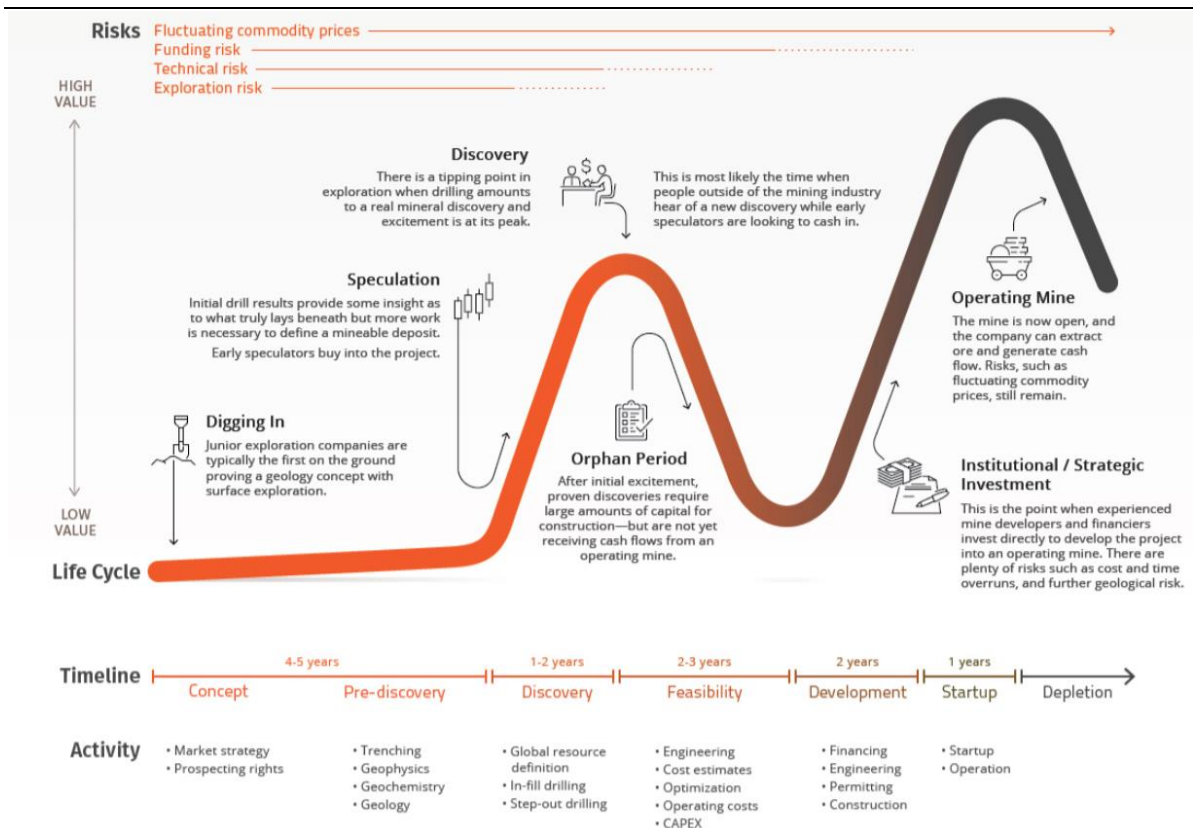 Risks
Fluctuating commodity prices
Funding risk
Technical risk
Exploration risk
HIGH
VALUE
Discovery
There is a tipping point in
exploration when drilling amounts
to a real mineral discovery and
excitement is at its peak.
$
This is most likely the time when
people outside of the mining industry
hear of a new discovery while early
speculators are looking to cash in.
Speculation
Initial drill results provide some insight as
to what truly lays beneath but more work
is necessary to define a mineable deposit.
Early speculators buy into the project.
Operating Mine
The mine is now open, and
the company can extract
ore and generate cash
flow. Risks, such as
fluctuating commodity
prices, still remain.
Digging In
Junior exploration companies are
typically the first on the ground
proving a geology concept with
surface exploration.
Orphan Period
After initial excitement,
proven discoveries require
large amounts of capital for
construction—but are not yet
receiving cash flows from an
operating mine.
Institutional / Strategic
Investment
This is the point when experienced
mine developers and financiers
invest directly to develop the project
into an operating mine. There are
plenty of risks such as cost and time
overruns, and further geological risk.
LOW
VALUE
Life Cycle
Timeline
4-5 years
1-2 years
2-3 years
2 years
1 years
Concept
Pre-discovery
Discovery
Feasibility
Development
Startup
Depletion
Activity
• Market strategy
• Prospecting rights
• Trenching
• Geophysics
• Geochemistry
• Geology
• Global resource
definition
• In-fill drilling
• Step-out drilling
• Engineering
• Cost estimates
• Optimization
• Operating costs
• CAPEX
• Financing
• Engineering
• Permitting
• Construction
• Startup
• Operation